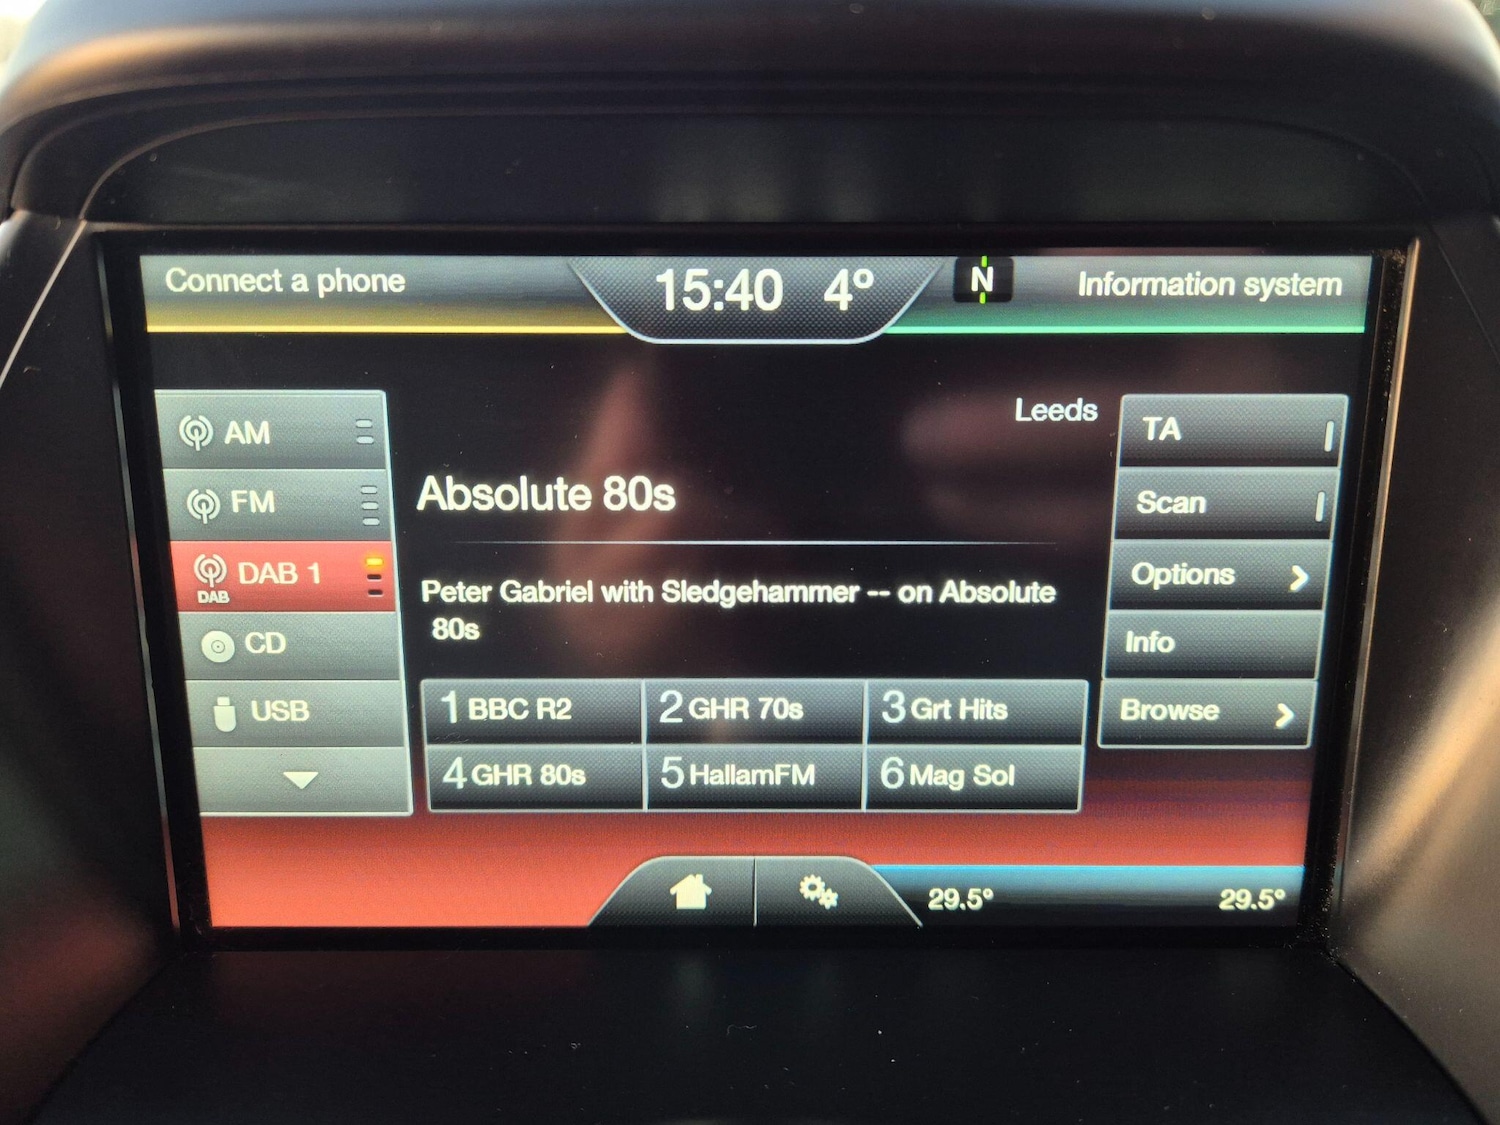 Connect a phone
15:40 4°
N
Information system
Leeds
AM
FM
DAB 1
DAB
CD
USB
Absolute 80s
Peter Gabriel with Sledgehammer -- on Absolute
80s
1 BBC R2
2 GHR 70s
3 Grt Hits
4 GHR 80s
5 HallamFM
6 Mag Sol
TA
Scan
Options
Info
Browse
29.5°
29.5°